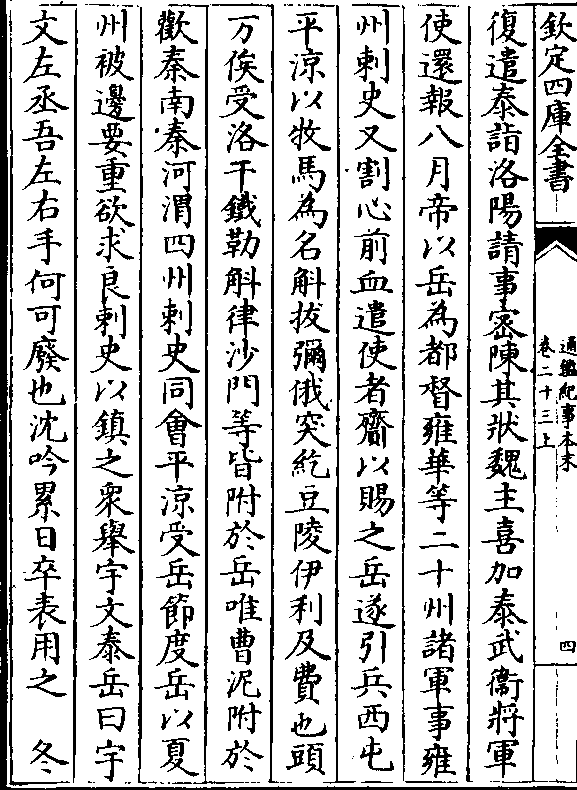 欽定四庫全書
通鑑紀事本末
卷二十三上
四
復遣泰詣洛陽請事宻陳其狀魏主喜加泰武衞將軍
使還報八月帝以岳為都督雍華等二十州諸軍事雍
州刺史又割心前血遣使者齎以賜之岳遂引兵西屯
平涼以牧馬為名斛拔彌俄突紇豆陵伊利及費也頭
万俟受洛干鐵勒斛律沙門等皆附於岳唯曹泥附於
歡秦南秦河渭四州刺史同會平涼受岳節度岳以夏
州被邊要重欲求良刺史以鎮之衆舉宇文泰岳曰宇
文左丞吾左右手何可廢也沈吟累日卒表用之　冬